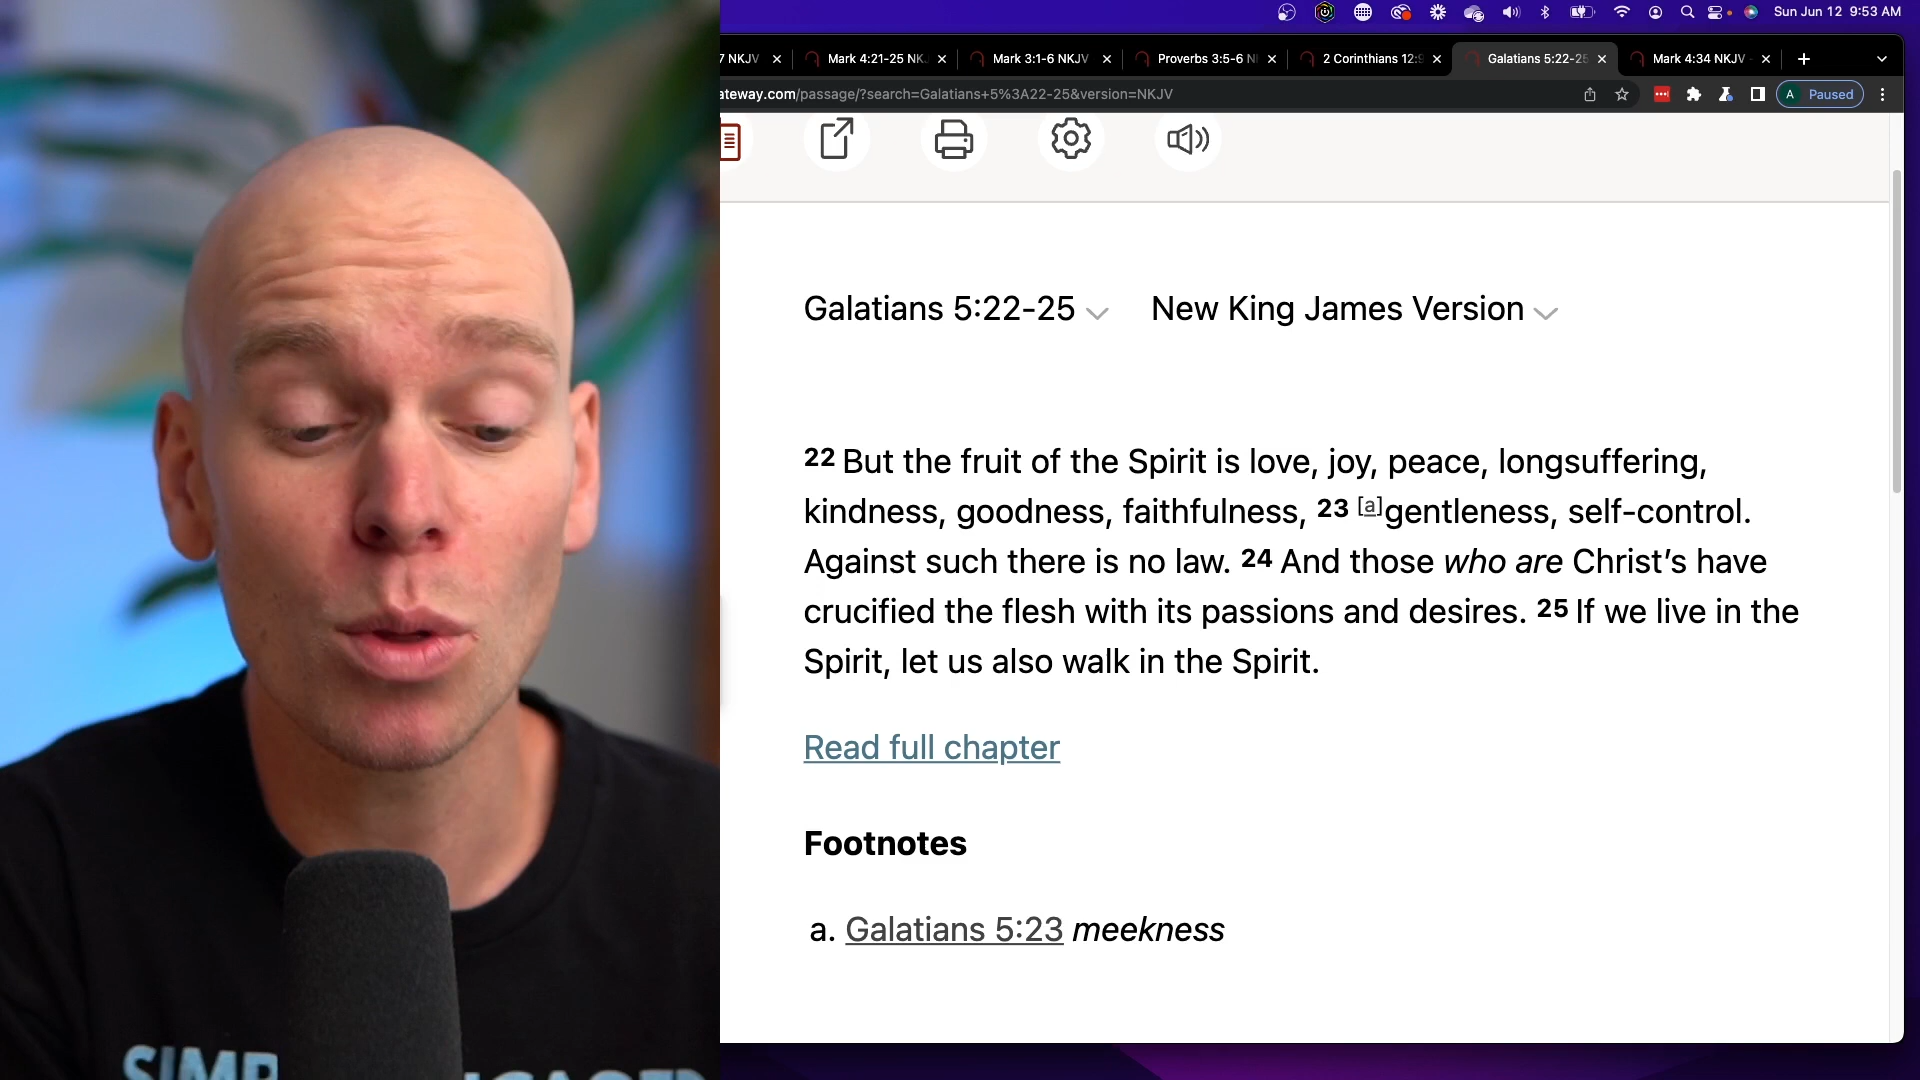 Sun Jun 12 9:53 AM
7 NKJV
Mark 4:21-25 NK
Mark 3:1-6 NKJV
Proverbs 3:5-6 N
2 Corinthians 12:9
Galatians 5:22-25
Mark 4:34 NKJV
ateway.com/passage/?search=Galatians+5%3A22-25&version=NKJV
A Paused
Galatians 5:22-25 New King James Version
22 But the fruit of the Spirit is love, joy, peace, longsuffering,
kindness, goodness, faithfulness, 23 [a]gentleness, self-control.
Against such there is no law. 24 And those who are Christ’s have
crucified the flesh with its passions and desires. 25 If we live in the
Spirit, let us also walk in the Spirit.
Read full chapter
Footnotes
a. Galatians 5:23 meekness
SIMP